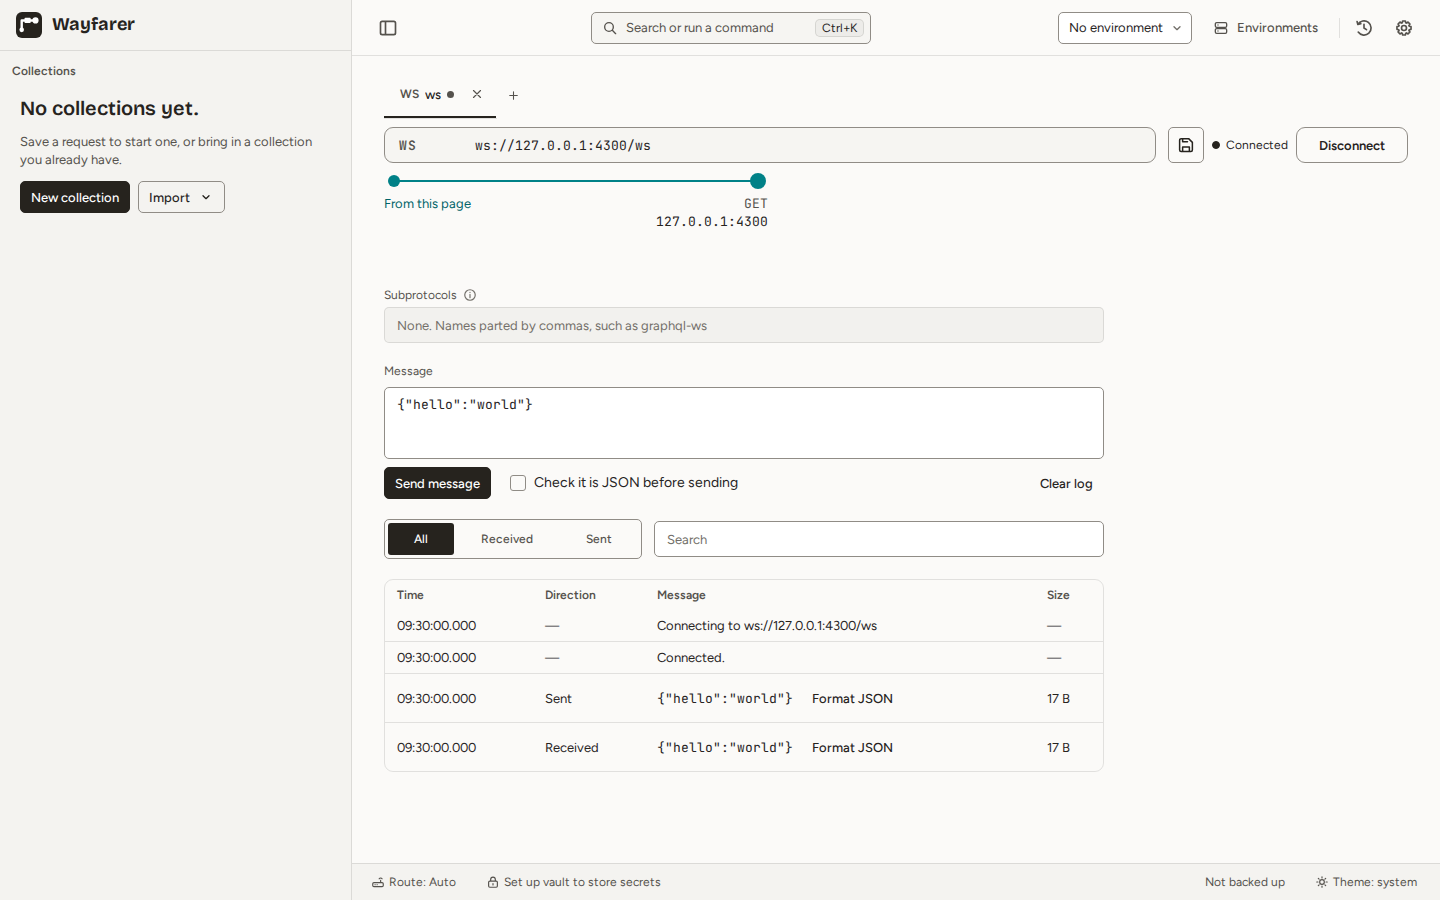 Wayfarer
Search or run a command
Ctrl+K
No environment
Environments
Collections
No collections yet.
Save a request to start one, or bring in a collection
you already have.
New collection
Import
WS ws
WS ws://127.0.0.1:4300/ws
Connected
Disconnect
From this page
GET
127.0.0.1:4300
Subprotocols
None. Names parted by commas, such as graphql-ws
Message
{"hello":"world"}
Send message
Check it is JSON before sending
Clear log
All
Received
Sent
Search
Time Direction Message Size
09:30:00.000 — Connecting to ws://127.0.0.1:4300/ws —
09:30:00.000 — Connected. —
09:30:00.000 Sent {"hello":"world"} Format JSON 17 B
09:30:00.000 Received {"hello":"world"} Format JSON 17 B
Route: Auto
Set up vault to store secrets
Not backed up
Theme: system